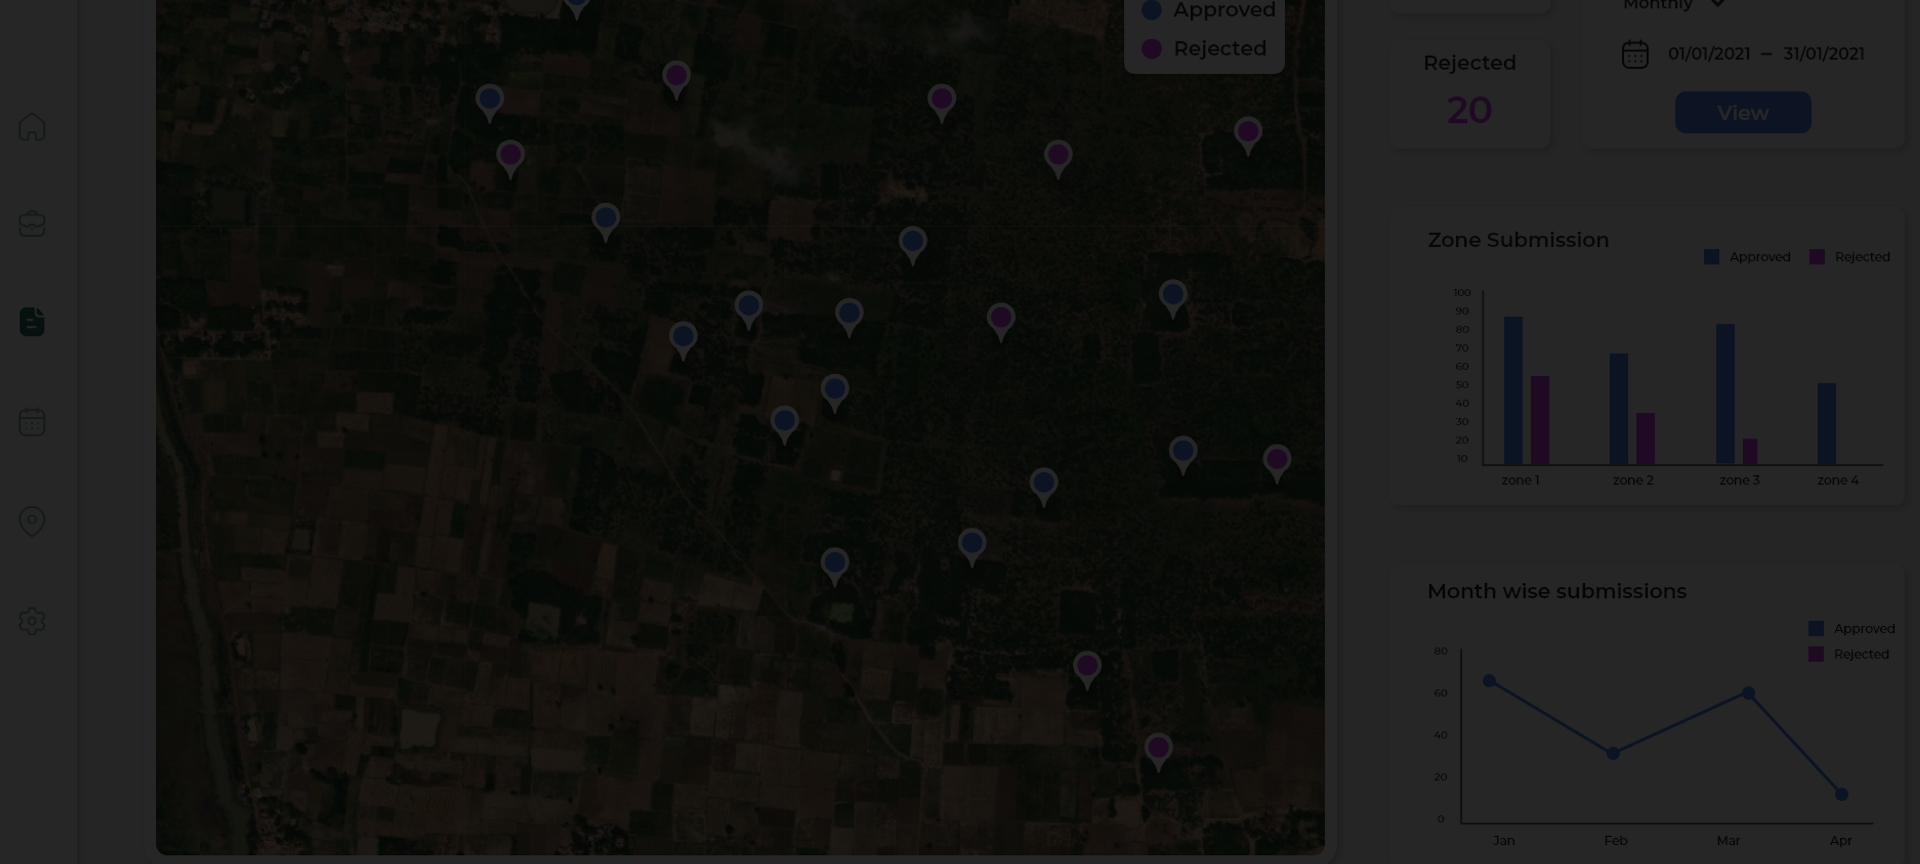 Approved
Rejected
Monthly
01/01/2021 – 31/01/2021
Rejected
20
View
Zone Submission
Approved Rejected
100
90
80
70
60
50
40
30
20
10
zone 1 zone 2 zone 3 zone 4
Month wise submissions
Approved
Rejected
80
60
40
20
0
Jan Feb Mar Apr